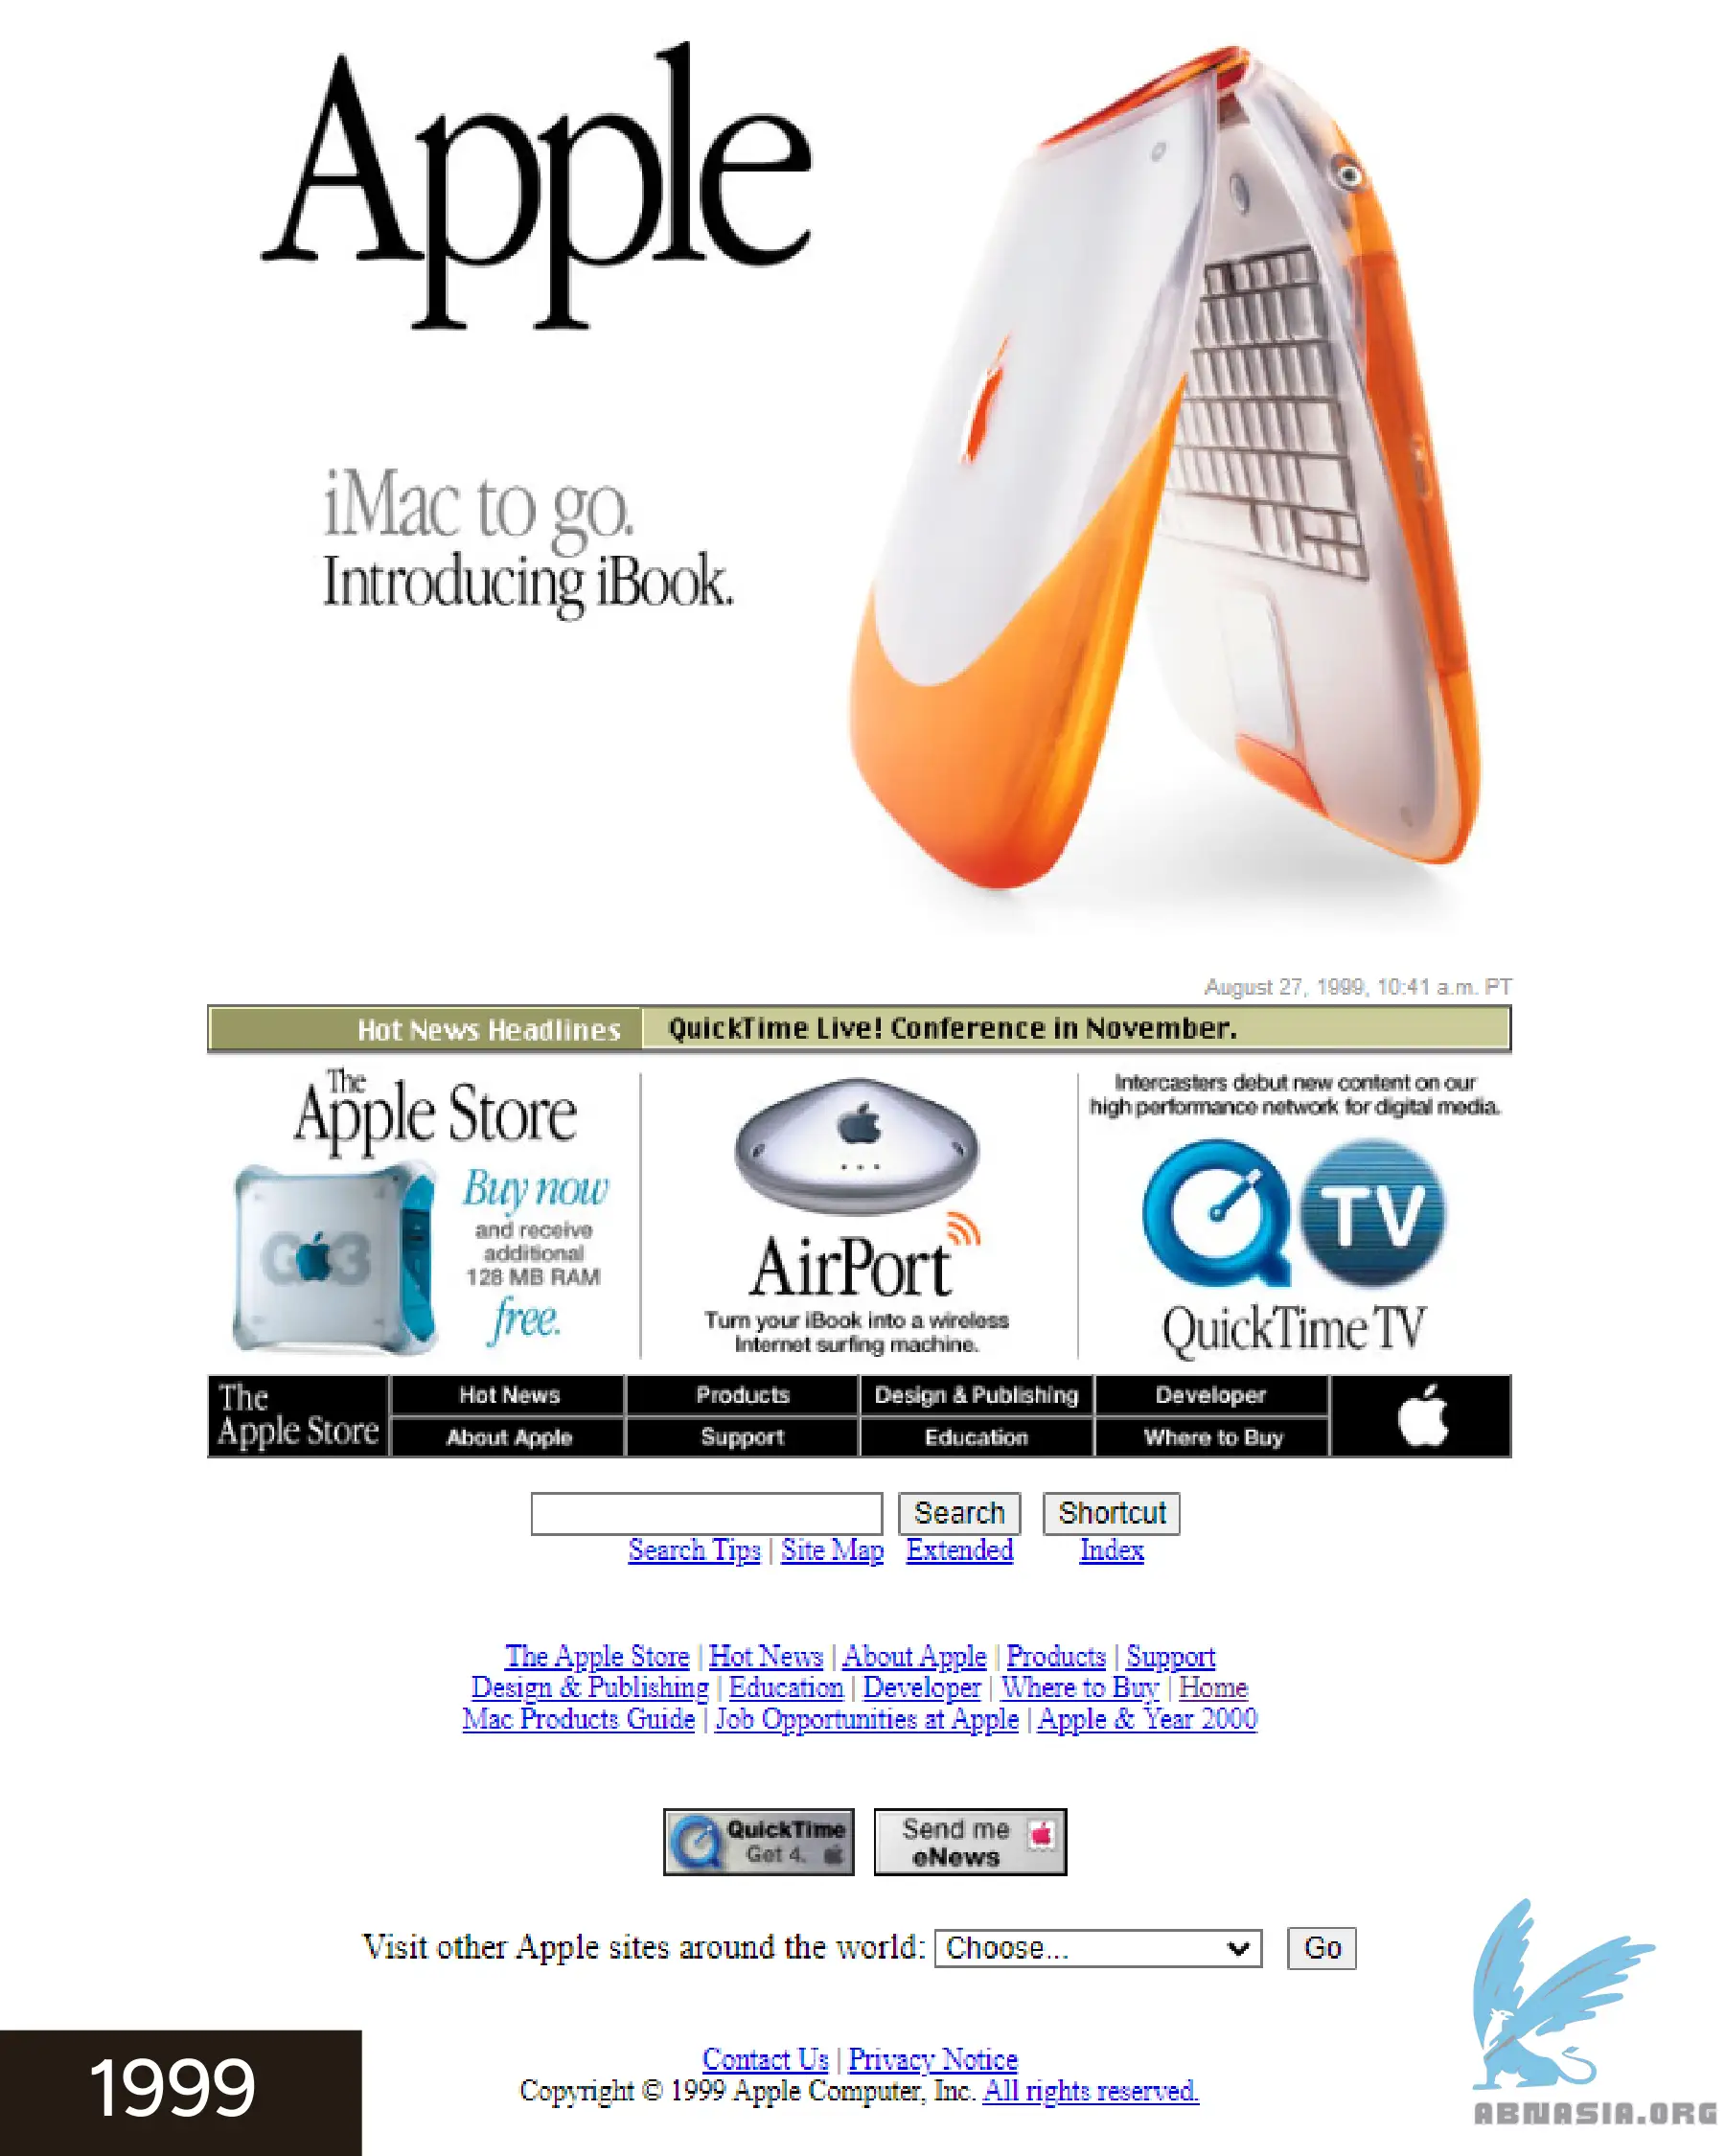 Apple
iMac to go.
Introducing iBook.
August 27, 1999, 10:41 a.m. PT
Hot News Headlines QuickTime Live! Conference in November.
The
Apple Store
G3
Buy now
and receive
additional
128 MB RAM
free.
AirPort
Turn your iBook into a wireless
Internet surfing machine.
Intercasters debut new content on our
high performance network for digital media.
TV
QuickTime TV
The
Apple Store
Hot News Products Design & Publishing Developer
About Apple Support Education Where to Buy
Search Shortcut
Search Tips | Site Map Extended Index
The Apple Store | Hot News | About Apple | Products | Support
Design & Publishing | Education | Developer | Where to Buy | Home
Mac Products Guide | Job Opportunities at Apple | Apple & Year 2000
QuickTime
Get 4.
Send me
eNews
Visit other Apple sites around the world: Choose... Go
Contact Us | Privacy Notice
Copyright © 1999 Apple Computer, Inc. All rights reserved.
1999
ABNASIA.ORG